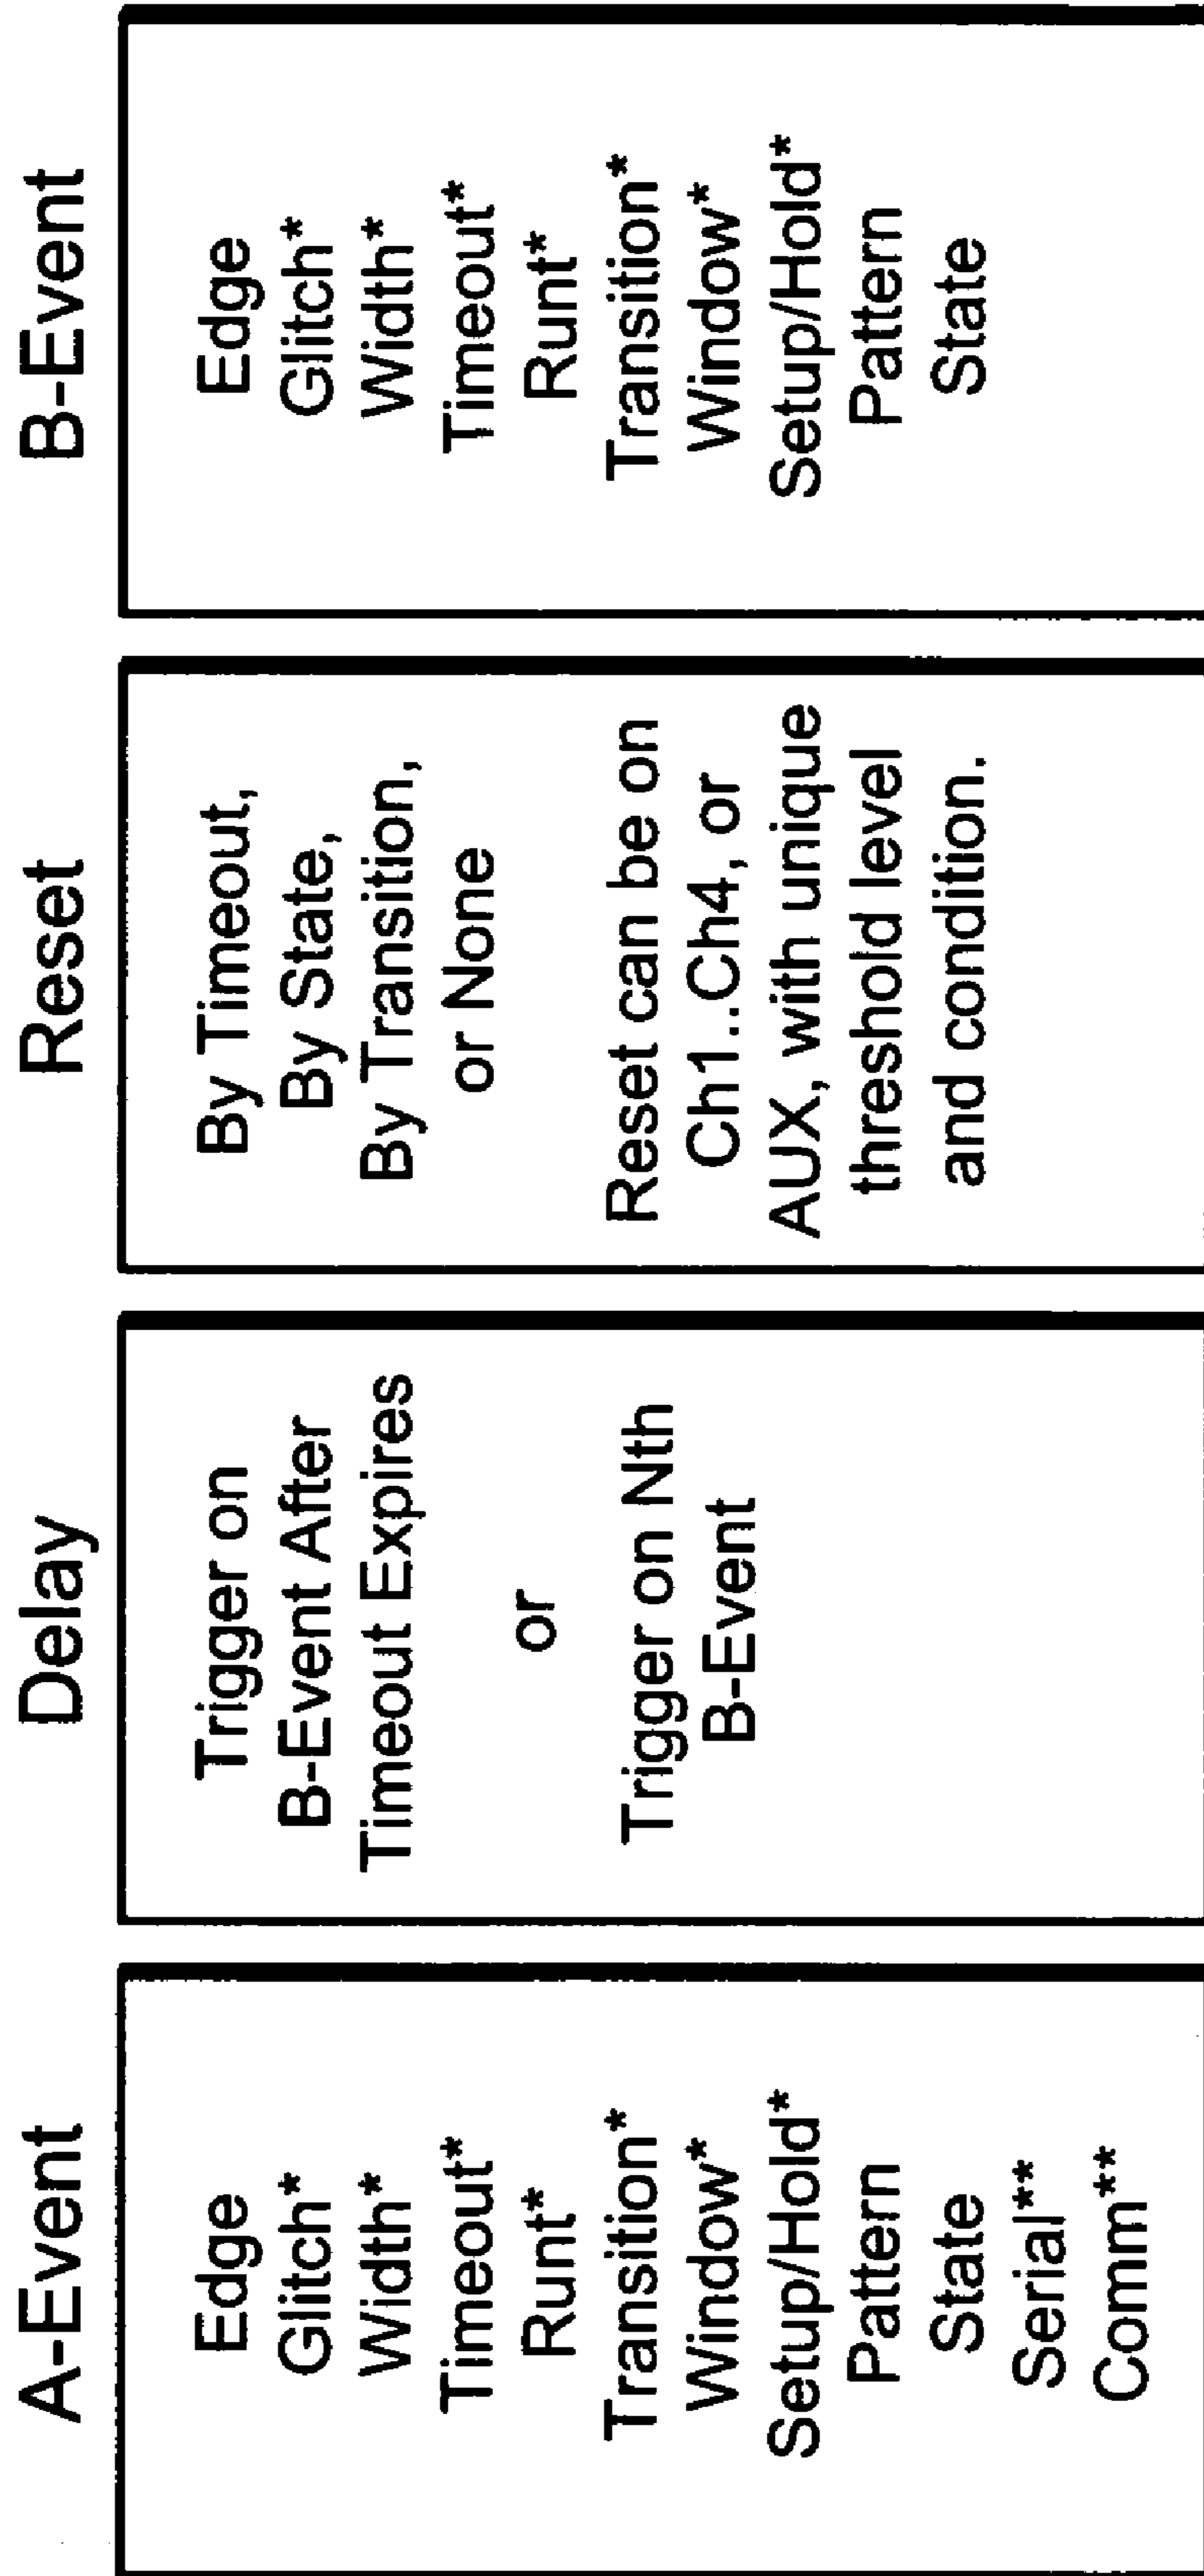 A-Event
Edge
Glitch*
Width*
Timeout*
Runt*
Transition*
Window*
Setup/Hold*
Pattern
State
Serial**
Comm**
Delay
Trigger on
B-Event After
Timeout Expires
or
Trigger on Nth
B-Event
Reset
By Timeout,
By State,
By Transition,
or None
Reset can be on
Ch1..Ch4, or
AUX, with unique
threshold level
and condition.
B-Event
Edge
Glitch*
Width*
Timeout*
Runt*
Transition*
Window*
Setup/Hold*
Pattern
State